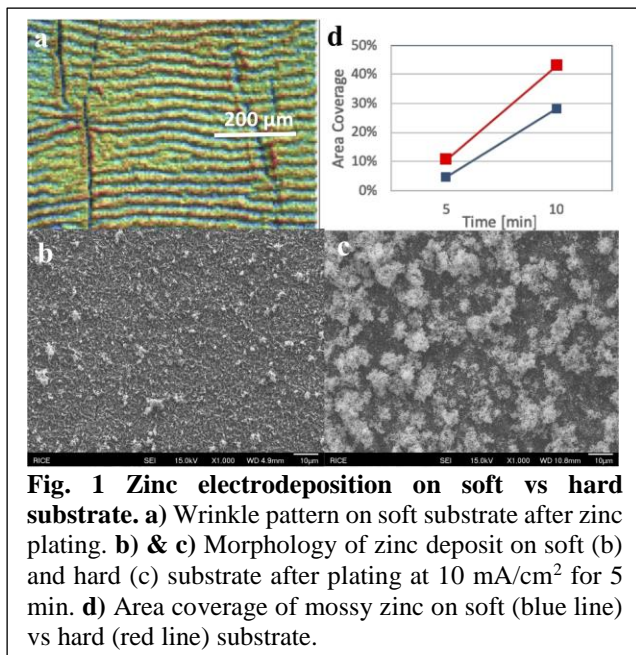 a
200 µm
d
50%
40%
30%
20%
10%
0%
Area Coverage
5
10
Time [min]
b
RICE SEI 15.0kV X1,000 WD 4.9mm 10µm
c
RICE SEI 15.0kV X1,000 WD 10.8mm 10µm
Fig. 1 Zinc electrodeposition on soft vs hard
substrate. a) Wrinkle pattern on soft substrate after zinc
plating. b) & c) Morphology of zinc deposit on soft (b)
and hard (c) substrate after plating at 10 mA/cm² for 5
min. d) Area coverage of mossy zinc on soft (blue line)
vs hard (red line) substrate.